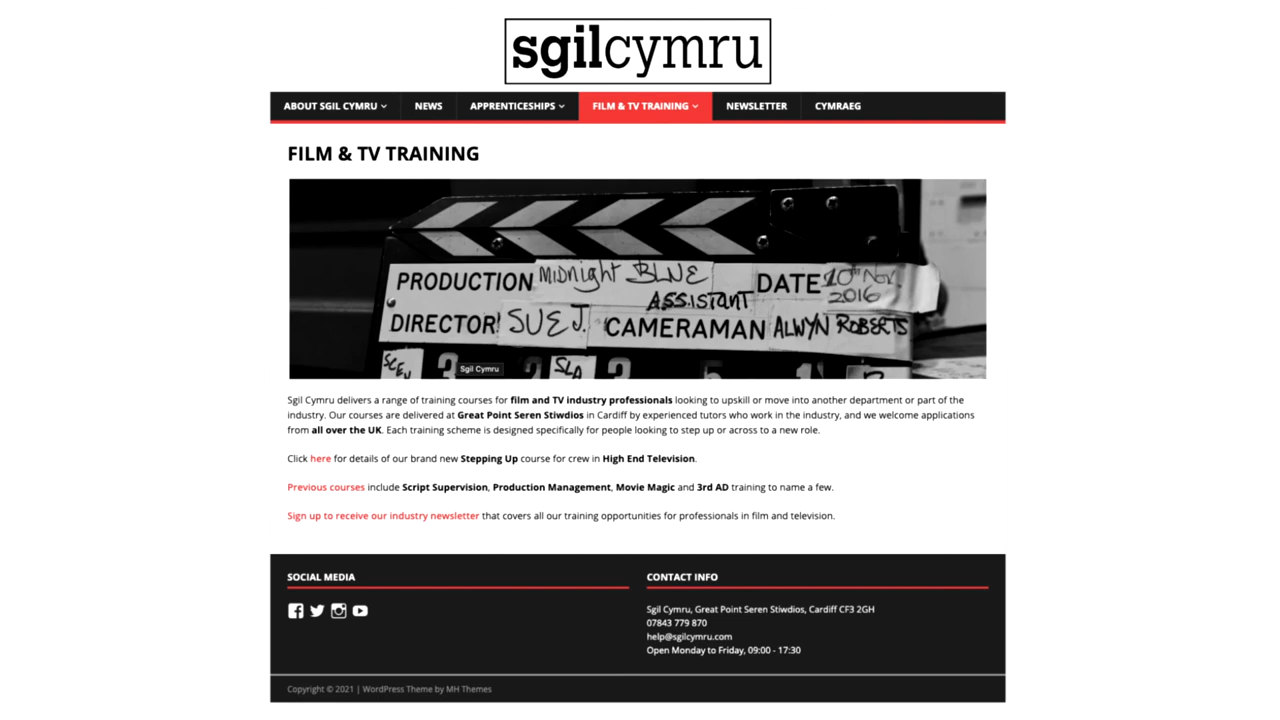 sgilcymru
ABOUT SGIL CYMRU NEWS APPRENTICESHIPS FILM & TV TRAINING NEWSLETTER CYMRAEG
FILM & TV TRAINING
PRODUCTION MIDNIGHT BLUE DATE 10TH NOV. 2016
ASSISTANT
DIRECTOR SUE J. CAMERAMAN ALWYN ROBERTS
SCEN SLA
Sgil Cymru
Sgil Cymru delivers a range of training courses for film and TV industry professionals looking to upskill or move into another department or part of the
industry. Our courses are delivered at Great Point Seren Stiwdios in Cardiff by experienced tutors who work in the industry, and we welcome applications
from all over the UK. Each training scheme is designed specifically for people looking to step up or across to a new role.
Click here for details of our brand new Stepping Up course for crew in High End Television.
Previous courses include Script Supervision, Production Management, Movie Magic and 3rd AD training to name a few.
Sign up to receive our industry newsletter that covers all our training opportunities for professionals in film and television.
SOCIAL MEDIA
CONTACT INFO
Sgil Cymru, Great Point Seren Stiwdios, Cardiff CF3 2GH
07843 779 870
help@sgilcymru.com
Open Monday to Friday, 09:00 - 17:30
Copyright © 2021 | WordPress Theme by MH Themes